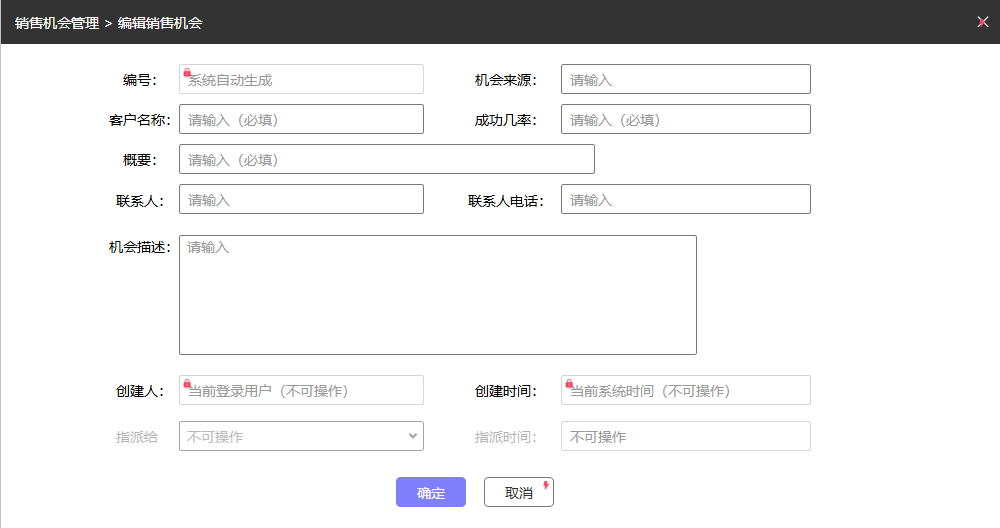 销售机会管理 > 编辑销售机会
编号： 系统自动生成 机会来源： 请输入
客户名称： 请输入（必填） 成功几率： 请输入（必填）
概要： 请输入（必填）
联系人： 请输入 联系人电话： 请输入
机会描述： 请输入
创建人： 当前登录用户（不可操作） 创建时间： 当前系统时间（不可操作）
指派给 不可操作 指派时间： 不可操作
确定 取消